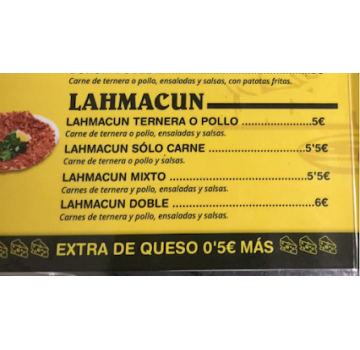 Carne de ternera o pollo, ensaladas y salsas, con patatas fritas.
LAHMACUN
LAHMACUN TERNERA O POLLO ........................5€
Carne de ternera o pollo, ensaladas y salsas.
LAHMACUN SÓLO CARNE ...............................5'5€
Carne de ternera o pollo y salsas.
LAHMACUN MIXTO ...........................................5'5€
Carnes de ternera y pollo, ensaladas y salsas.
LAHMACUN DOBLE ............................................6€
Carnes de ternera y pollo, ensaladas y salsas.
EXTRA DE QUESO 0'5€ MÁS